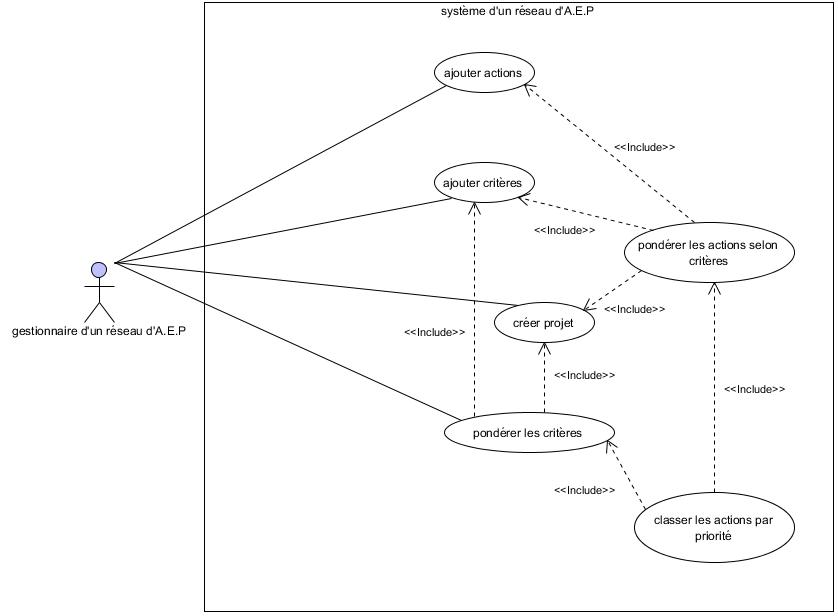 système d'un réseau d'A.E.P
ajouter actions
<<Include>>
ajouter critères
<<Include>>
pondérer les actions selon
critères
gestionnaire d'un réseau d'A.E.P
créer projet
<<Include>>
<<Include>>
<<Include>>
<<Include>>
pondérer les critères
<<Include>>
classer les actions par
priorité